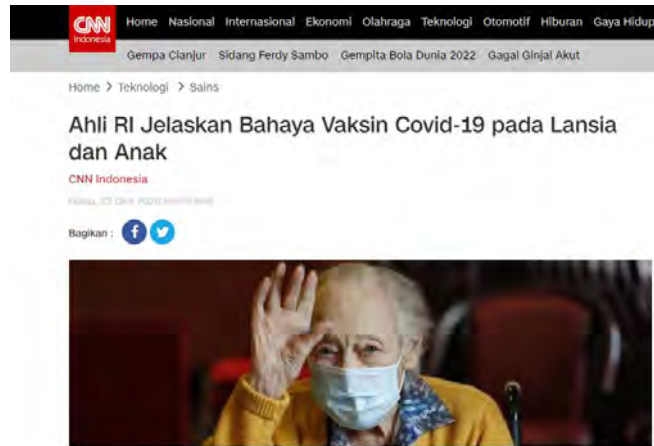 CNN Home Nasional Internasional Ekonomi Olahraga Teknologi Otomotif Hiburan Gaya Hidup
Indonesia
Gempa Cianjur Sidang Ferdy Sambo Gempita Bola Dunia 2022 Gagal Ginjal Akut
Home > Teknologi > Sains
Ahli RI Jelaskan Bahaya Vaksin Covid-19 pada Lansia
dan Anak
CNN Indonesia
Bagikan :